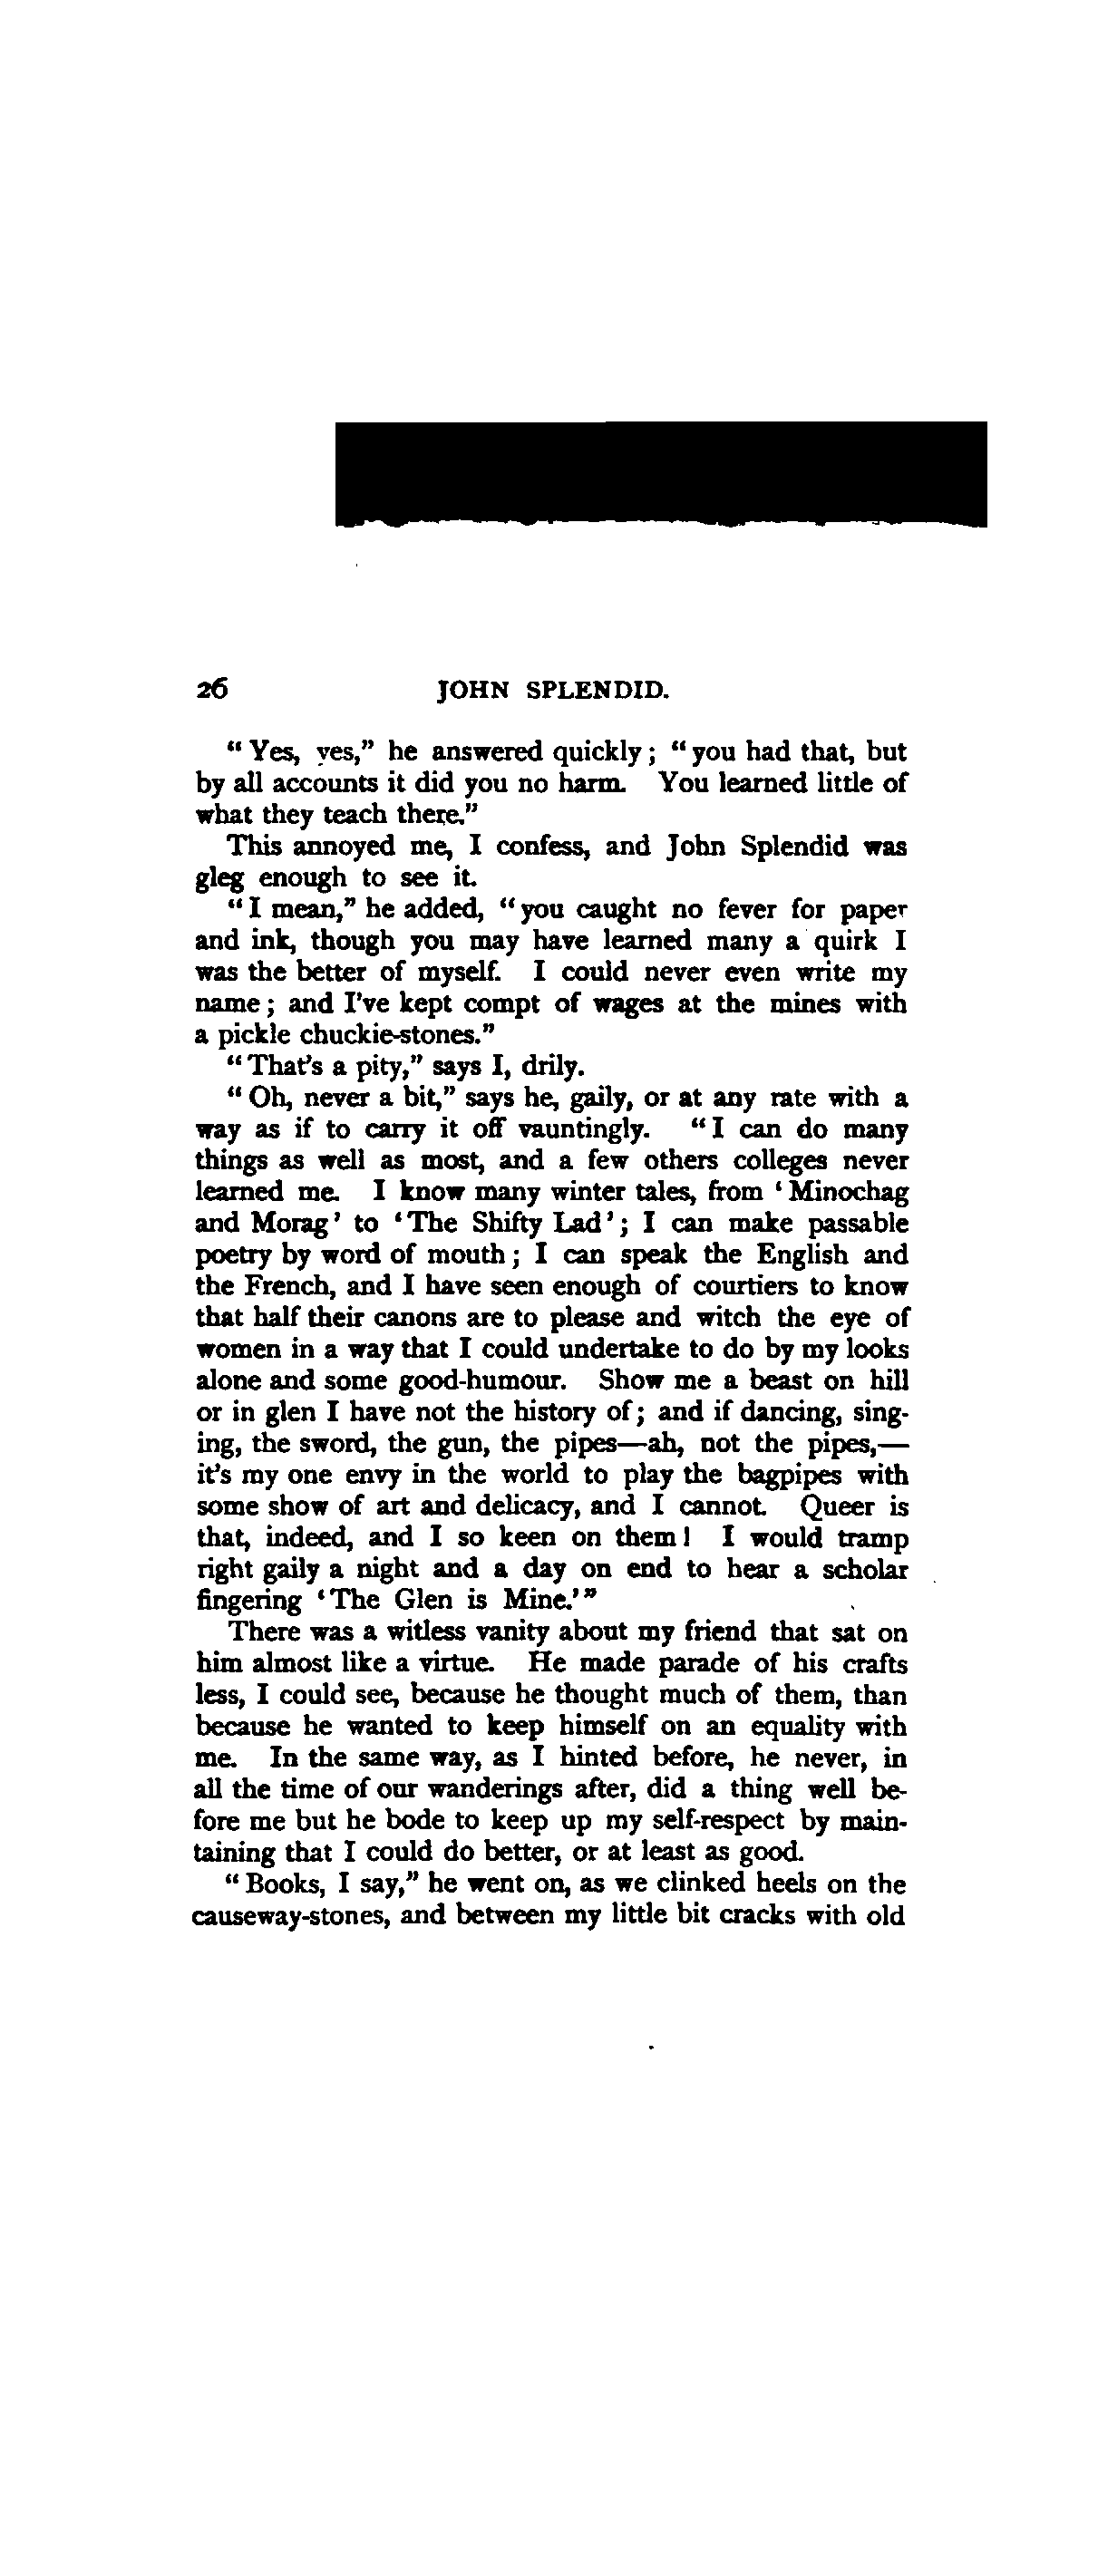 26 JOHN SPLENDID.
"Yes, yes," he answered quickly; "you had that, but
by all accounts it did you no harm. You learned little of
what they teach there."
This annoyed me, I confess, and John Splendid was
gleg enough to see it.
"I mean," he added, "you caught no fever for paper
and ink, though you may have learned many a quirk I
was the better of myself. I could never even write my
name; and I've kept compt of wages at the mines with
a pickle chuckie-stones."
"That's a pity," says I, drily.
"Oh, never a bit," says he, gaily, or at any rate with a
way as if to carry it off vauntingly. "I can do many
things as well as most, and a few others colleges never
learned me. I know many winter tales, from 'Minochag
and Morag' to 'The Shifty Lad'; I can make passable
poetry by word of mouth; I can speak the English and
the French, and I have seen enough of courtiers to know
that half their canons are to please and witch the eye of
women in a way that I could undertake to do by my looks
alone and some good-humour. Show me a beast on hill
or in glen I have not the history of; and if dancing, sing-
ing, the sword, the gun, the pipes—ah, not the pipes,—
it's my one envy in the world to play the bagpipes with
some show of art and delicacy, and I cannot. Queer is
that, indeed, and I so keen on them! I would tramp
right gaily a night and a day on end to hear a scholar
fingering 'The Glen is Mine.'"
There was a witless vanity about my friend that sat on
him almost like a virtue. He made parade of his crafts
less, I could see, because he thought much of them, than
because he wanted to keep himself on an equality with
me. In the same way, as I hinted before, he never, in
all the time of our wanderings after, did a thing well be-
fore me but he bode to keep up my self-respect by main-
taining that I could do better, or at least as good.
"Books, I say," he went on, as we clinked heels on the
causeway-stones, and between my little bit cracks with old